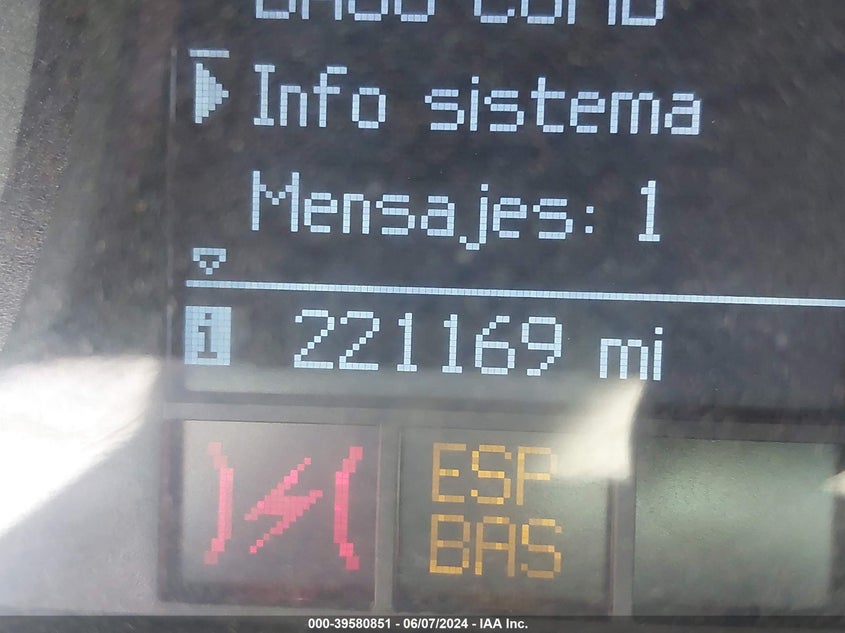 Info sistema
Mensajes: 1
i 221169 mi
ESP
BAS
000-39580851 - 06/07/2024 - IAA Inc.